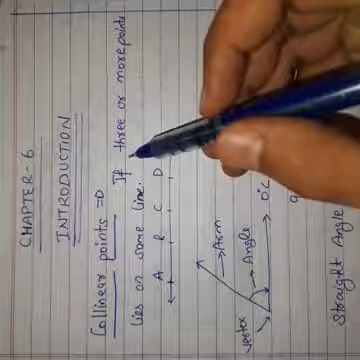 CHAPTER-6
INTRODUCTION
Collinear points =>
If three or more points
lies on same line.
A B C D
Arm
Angle
Vertex
Straight Angle